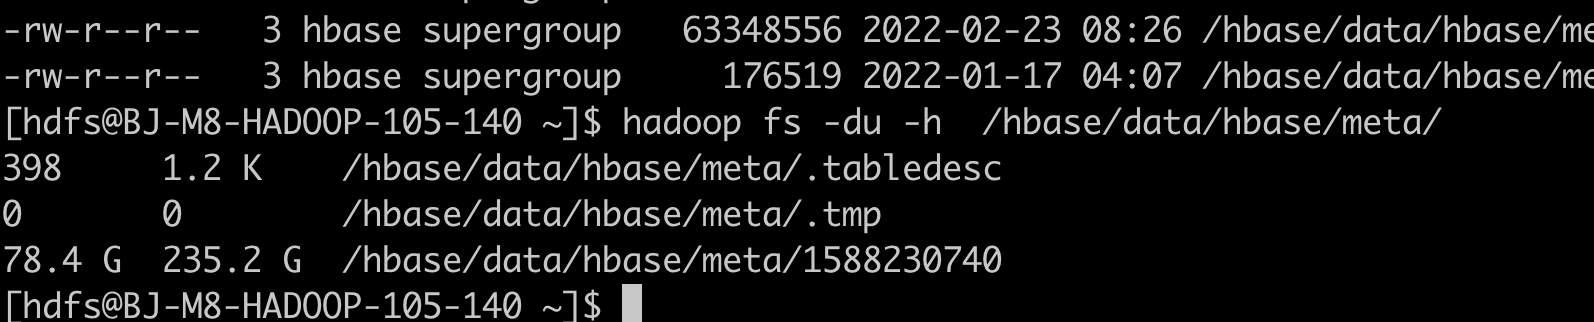 -rw-r--r--   3 hbase supergroup   63348556 2022-02-23 08:26 /hbase/data/hbase/me
-rw-r--r--   3 hbase supergroup     176519 2022-01-17 04:07 /hbase/data/hbase/me
[hdfs@BJ-M8-HADOOP-105-140 ~]$ hadoop fs -du -h  /hbase/data/hbase/meta/
398     1.2 K    /hbase/data/hbase/meta/.tabledesc
0       0        /hbase/data/hbase/meta/.tmp
78.4 G  235.2 G  /hbase/data/hbase/meta/1588230740
[hdfs@BJ-M8-HADOOP-105-140 ~]$